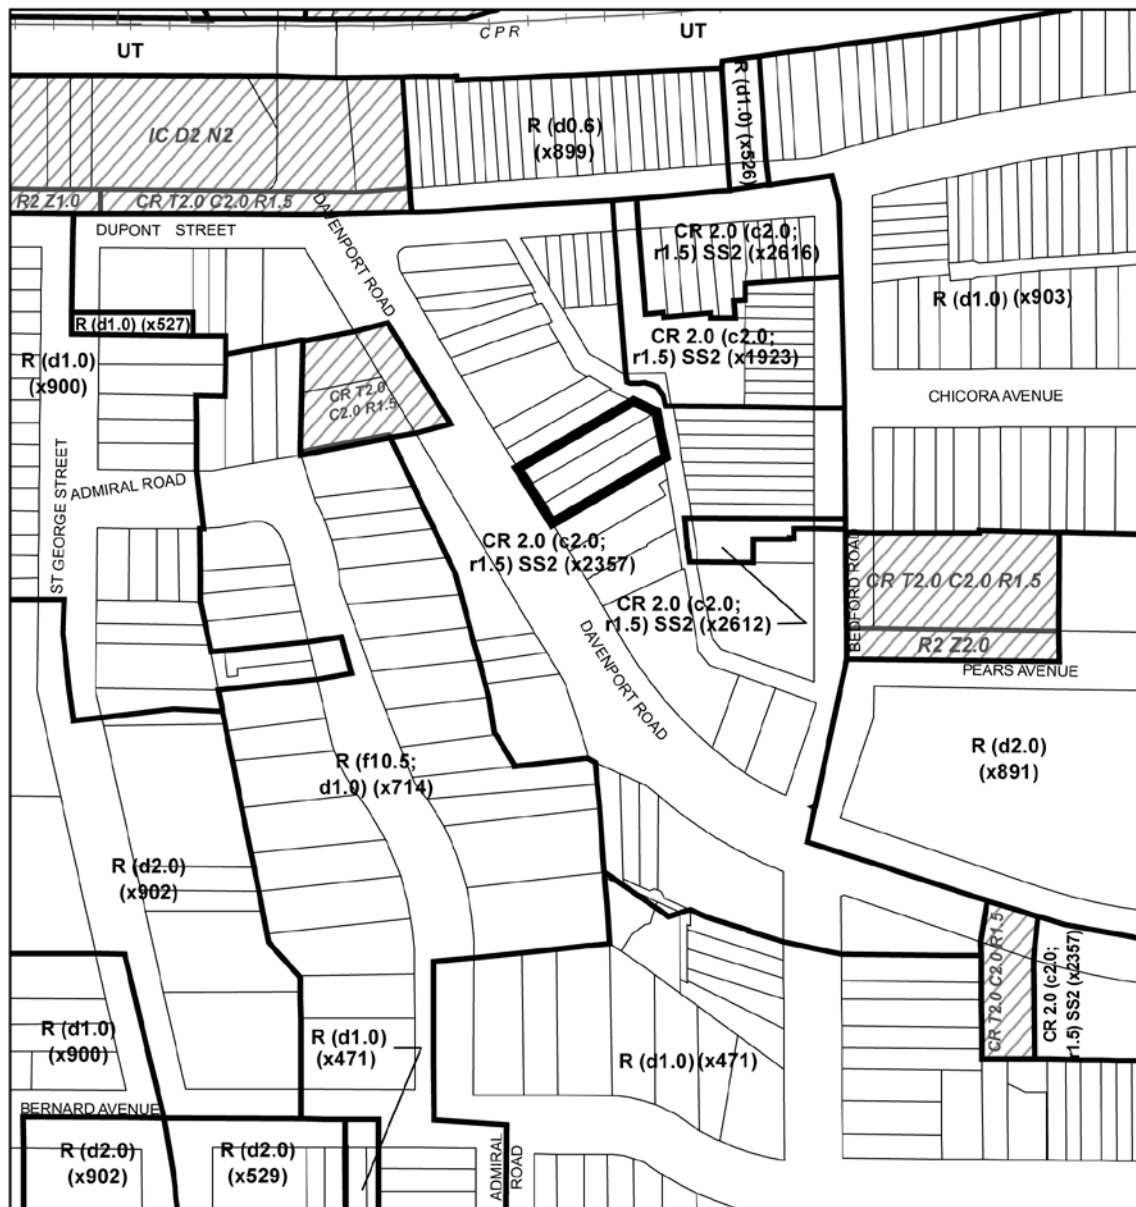 CPR
UT
UT
R (d1.0) (x526)
IC D2 N2
R (d0.6)
(x899)
R2 Z1.0
CR T2.0 C2.0 R1.5
DUPONT STREET
DAVENPORT ROAD
CR 2.0 (c2.0;
r1.5) SS2 (x2616)
R (d1.0) (x903)
R (d1.0) (x527)
CR 2.0 (c2.0;
r1.5) SS2 (x1923)
R (d1.0)
(x900)
CR T2.0
C2.0 R1.5
CHICORA AVENUE
ST GEORGE STREET
ADMIRAL ROAD
CR 2.0 (c2.0;
r1.5) SS2 (x2357)
BEDFORD ROAD
CR T2.0 C2.0 R1.5
CR 2.0 (c2.0;
r1.5) SS2 (x2612)
R2 Z2.0
DAVENPORT ROAD
PEARS AVENUE
R (d2.0)
(x891)
R (f10.5;
d1.0) (x714)
R (d2.0)
(x902)
CR T2.0 C2.0 R1.5
CR 2.0 (c2.0;
r1.5) SS2 (x2357)
R (d1.0)
(x900)
R (d1.0)
(x471)
R (d1.0) (x471)
BERNARD AVENUE
R (d2.0)
(x902)
R (d2.0)
(x529)
ADMIRAL
ROAD